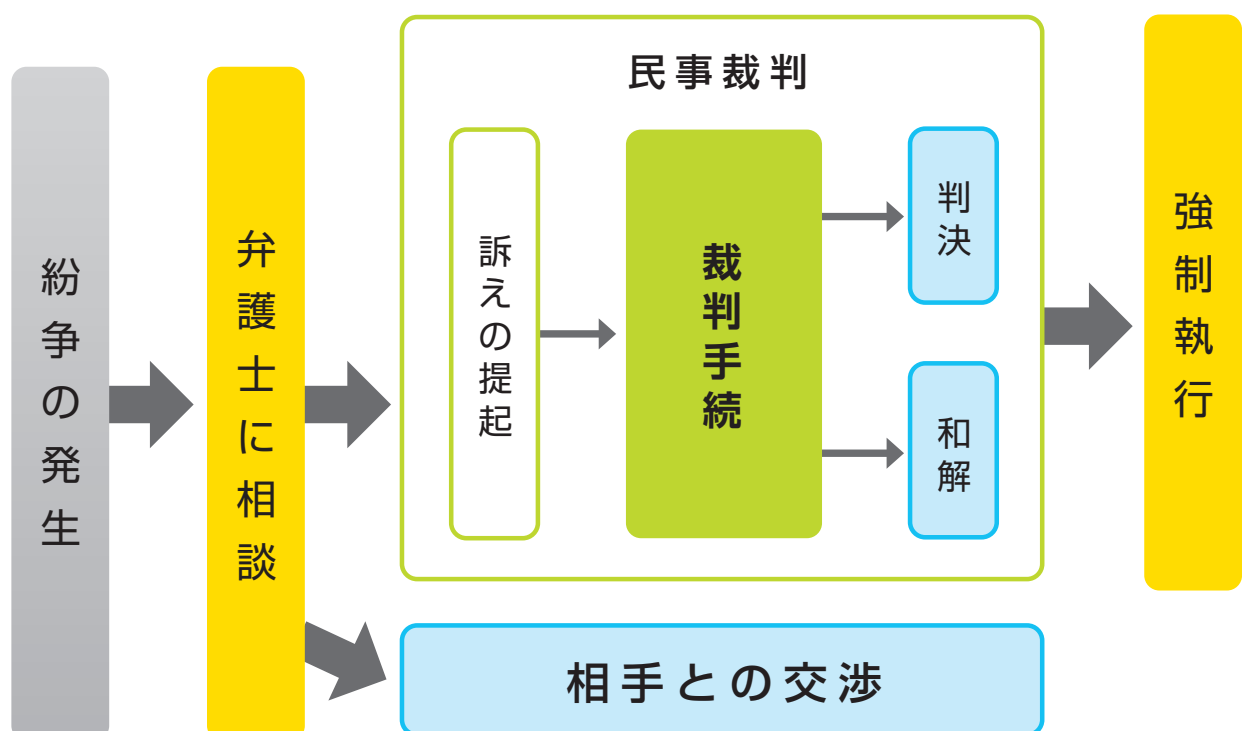 紛争の発生
弁護士に相談
民事裁判
訴えの提起
裁判手続
判決
和解
強制執行
相手との交渉